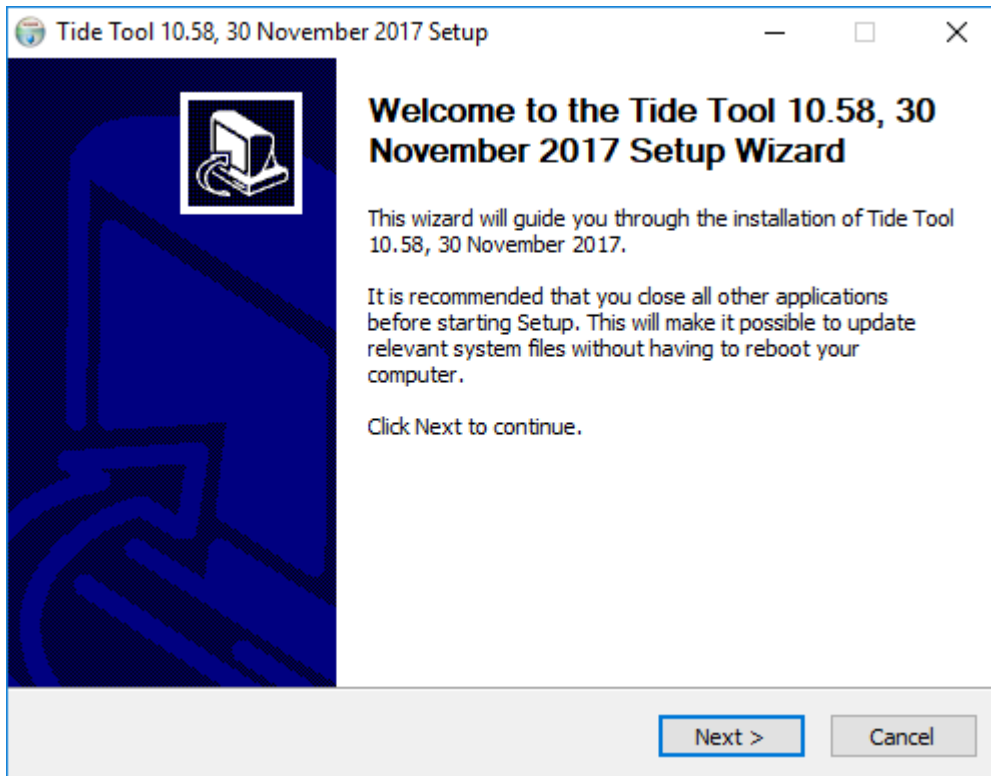 Tide Tool 10.58, 30 November 2017 Setup
Welcome to the Tide Tool 10.58, 30
November 2017 Setup Wizard
This wizard will guide you through the installation of Tide Tool
10.58, 30 November 2017.
It is recommended that you close all other applications
before starting Setup. This will make it possible to update
relevant system files without having to reboot your
computer.
Click Next to continue.
Next >
Cancel